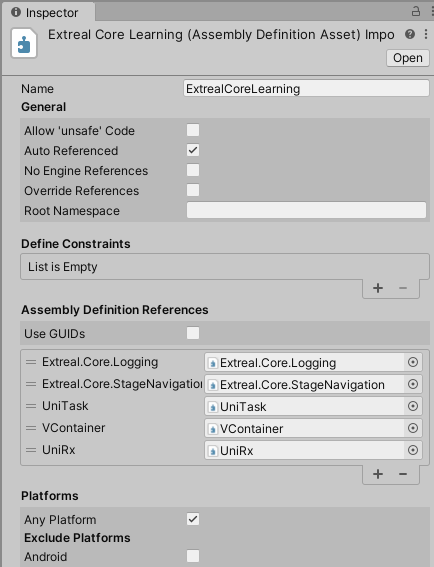 Inspector
Extreal Core Learning (Assembly Definition Asset) Impo
Open
Name ExtrealCoreLearning
General
Allow 'unsafe' Code
Auto Referenced
No Engine References
Override References
Root Namespace
Define Constraints
List is Empty
Assembly Definition References
Use GUIDs
Extreal.Core.Logging Extreal.Core.Logging
Extreal.Core.StageNavigation Extreal.Core.StageNavigation
UniTask UniTask
VContainer VContainer
UniRx UniRx
Platforms
Any Platform
Exclude Platforms
Android